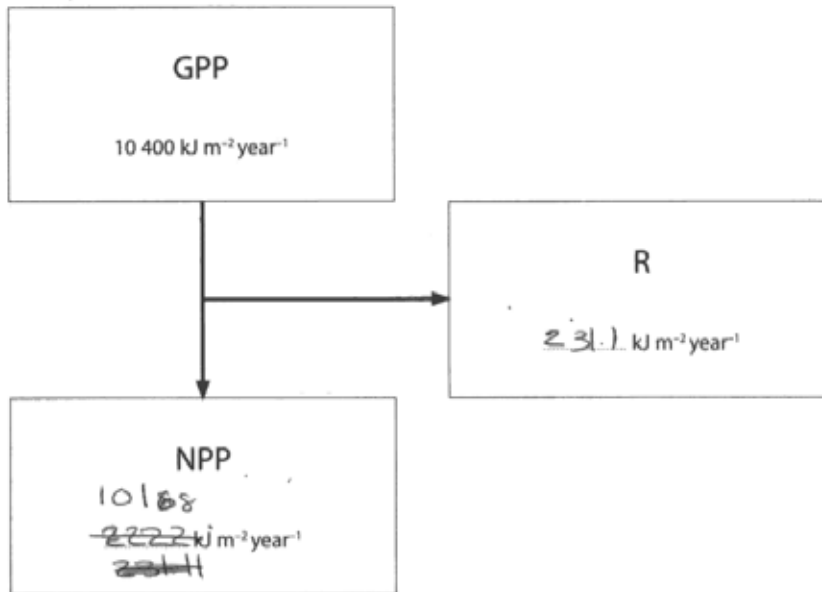 GPP
10 400 kJ m⁻² year⁻¹
R
231.1 kJ m⁻² year⁻¹
NPP
10168
2222 kJ m⁻² year⁻¹